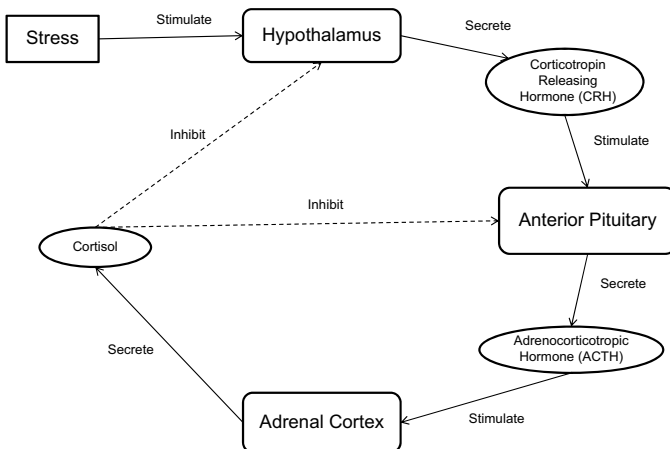 Stress
Stimulate
Hypothalamus
Secrete
Corticotropin
Releasing
Hormone (CRH)
Stimulate
Inhibit
Inhibit
Anterior Pituitary
Cortisol
Secrete
Adrenocorticotropic
Hormone (ACTH)
Secrete
Adrenal Cortex
Stimulate